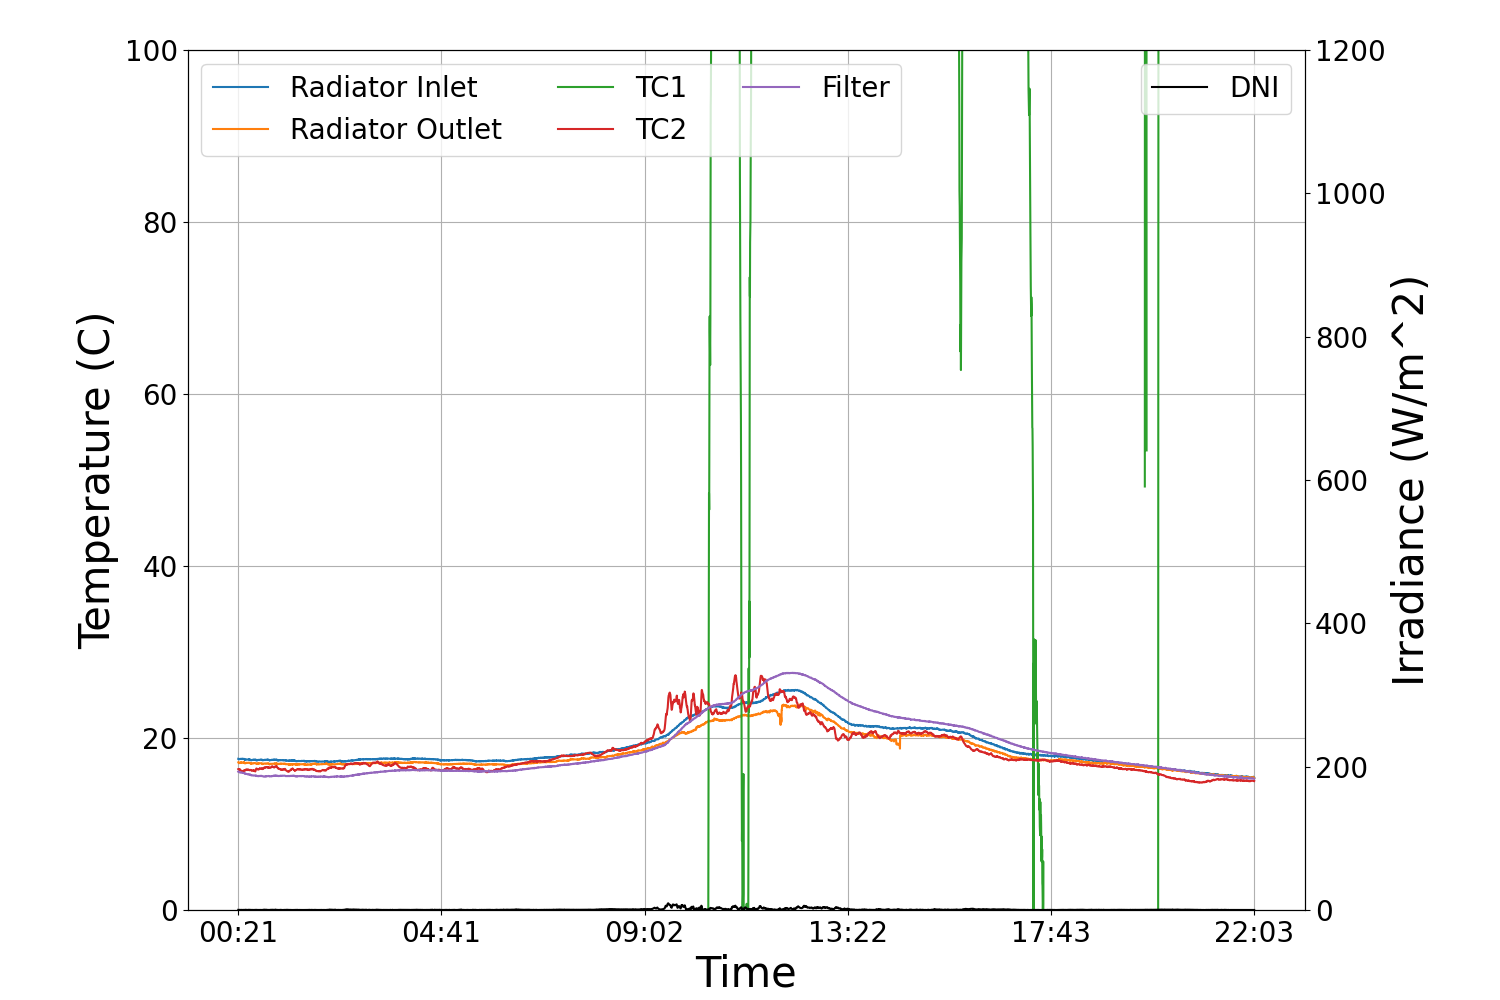 100
80
60
40
20
0
Temperature (C)
Radiator Inlet
Radiator Outlet
TC1
TC2
Filter
DNI
1200
1000
800
600
400
200
0
Irradiance (W/m^2)
00:21 04:41 09:02 13:22 17:43 22:03
Time